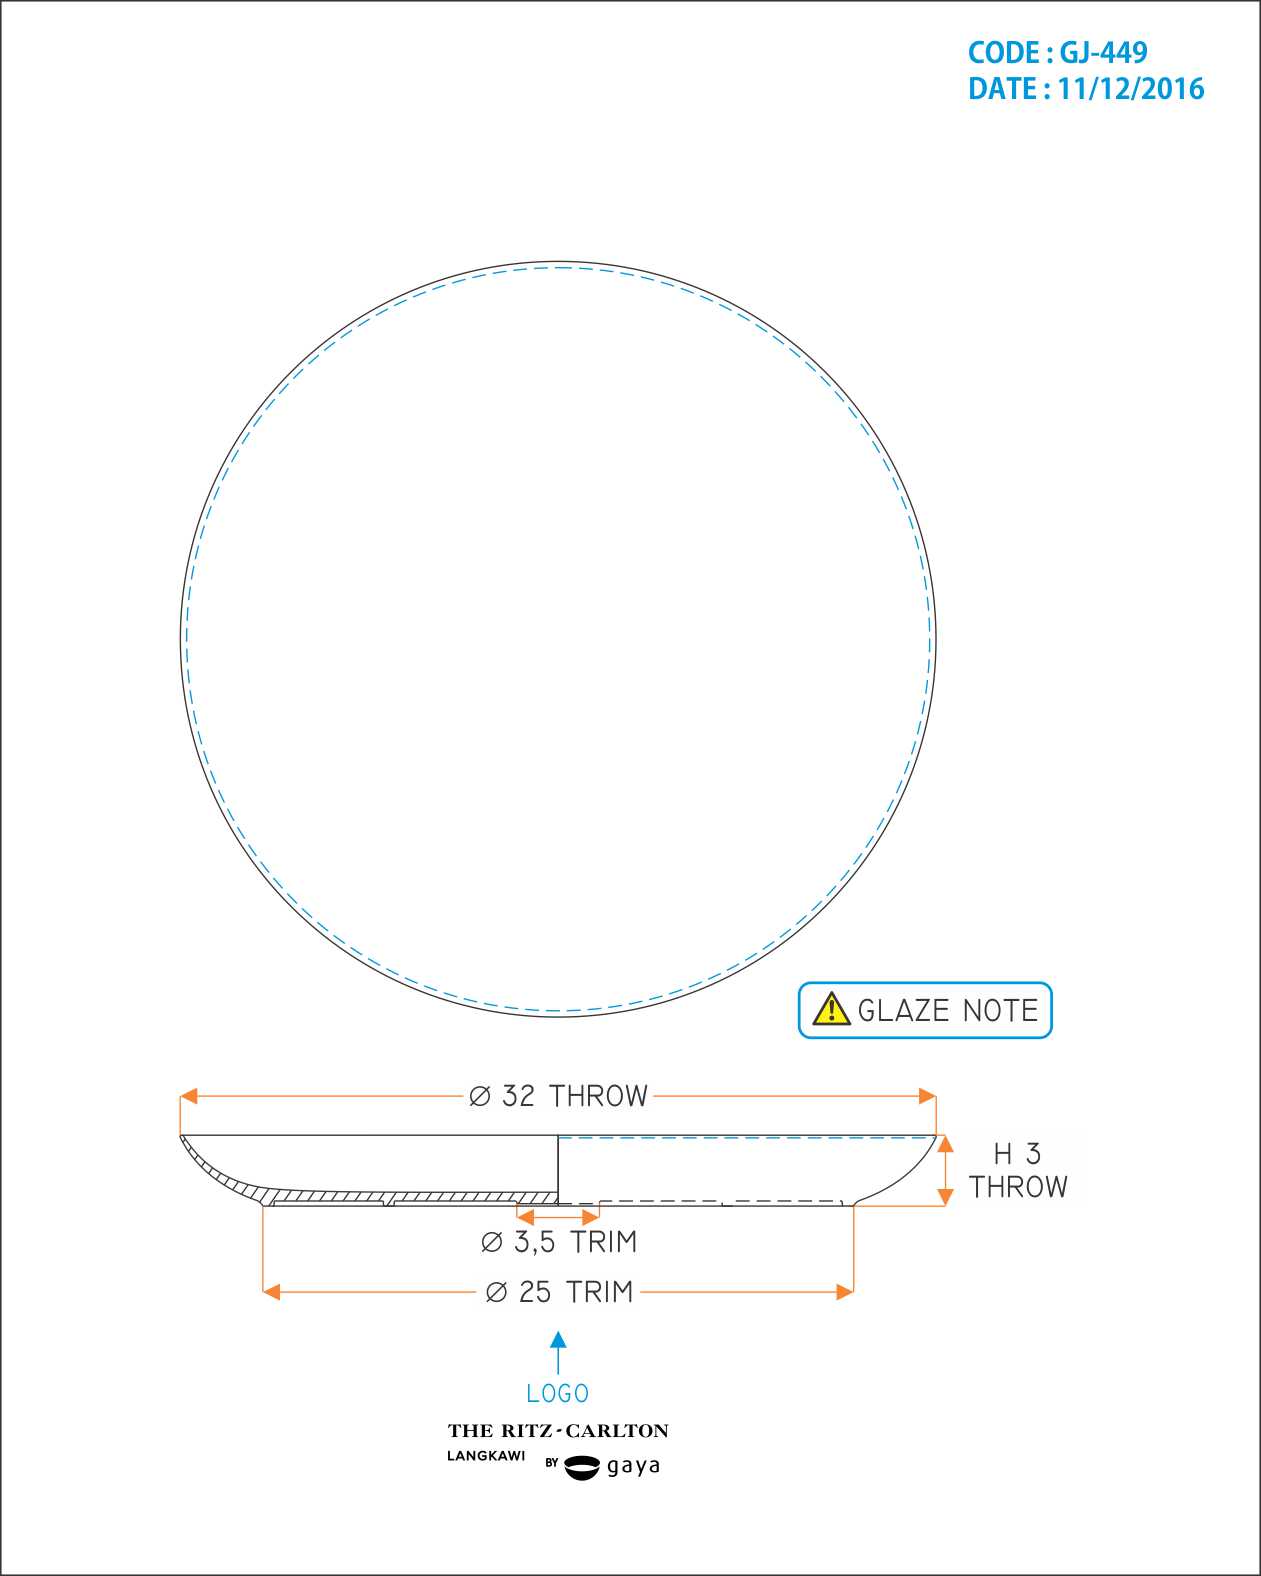 CODE : GJ-449
DATE : 11/12/2016
GLAZE NOTE
Ø 32 THROW
H 3
THROW
Ø 3,5 TRIM
Ø 25 TRIM
LOGO
THE RITZ-CARLTON
LANGKAWI
BY gaya